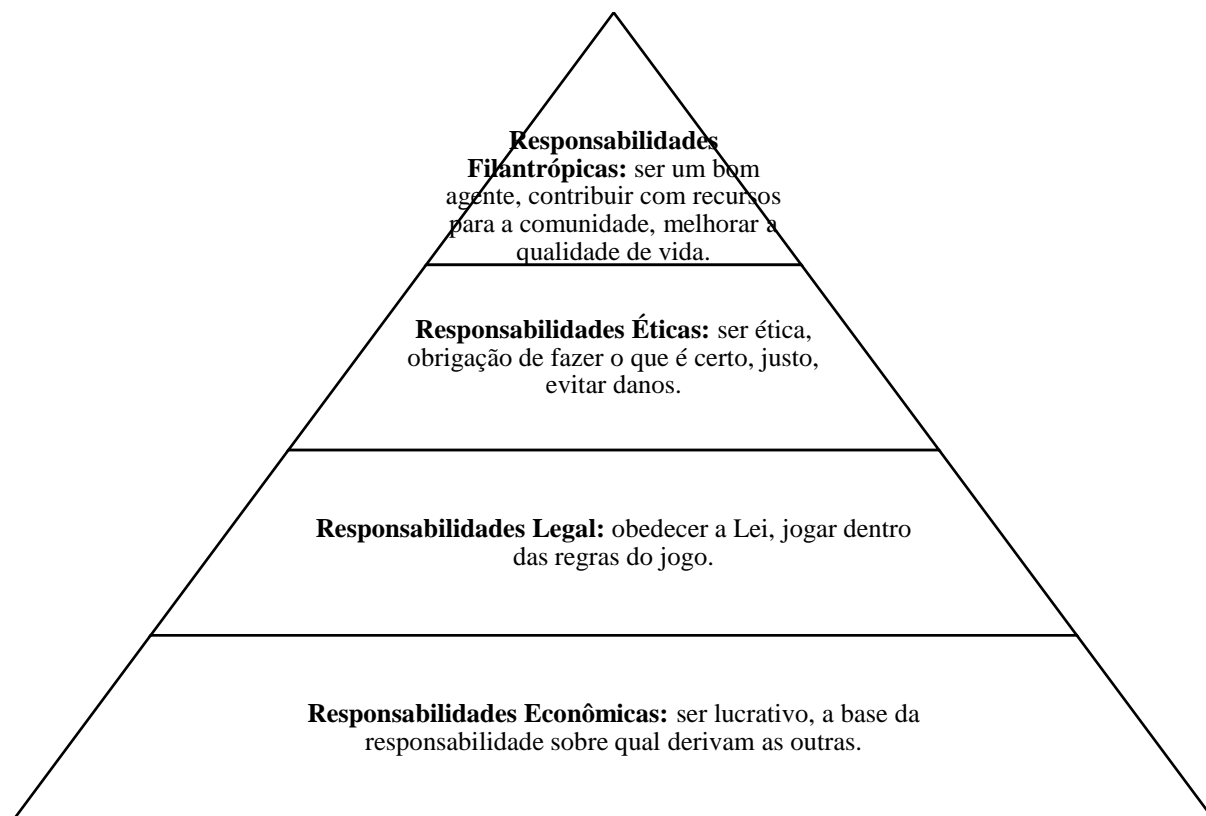 Responsabilidades
Filantrópicas: ser um bom
agente, contribuir com recursos
para a comunidade, melhorar a
qualidade de vida.
Responsabilidades Éticas: ser ética,
obrigação de fazer o que é certo, justo,
evitar danos.
Responsabilidades Legal: obedecer a Lei, jogar dentro
das regras do jogo.
Responsabilidades Econômicas: ser lucrativo, a base da
responsabilidade sobre qual derivam as outras.